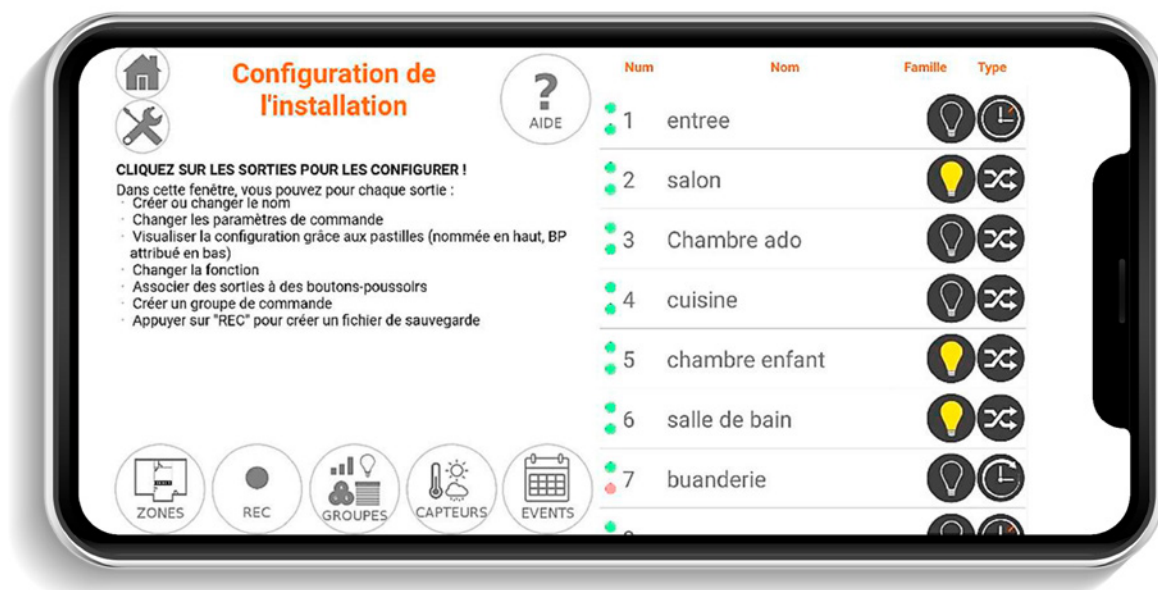 Configuration de
l'installation
AIDE
CLIQUEZ SUR LES SORTIES POUR LES CONFIGURER !
Dans cette fenêtre, vous pouvez pour chaque sortie :
· Créer ou changer le nom
· Changer les paramètres de commande
· Visualiser la configuration grâce aux pastilles (nommée en haut, BP
attribué en bas)
· Changer la fonction
· Associer des sorties à des boutons-poussoirs
· Créer un groupe de commande
· Appuyer sur "REC" pour créer un fichier de sauvegarde
ZONES REC GROUPES CAPTEURS EVENTS
Num Nom Famille Type
1 entree
2 salon
3 Chambre ado
4 cuisine
5 chambre enfant
6 salle de bain
7 buanderie